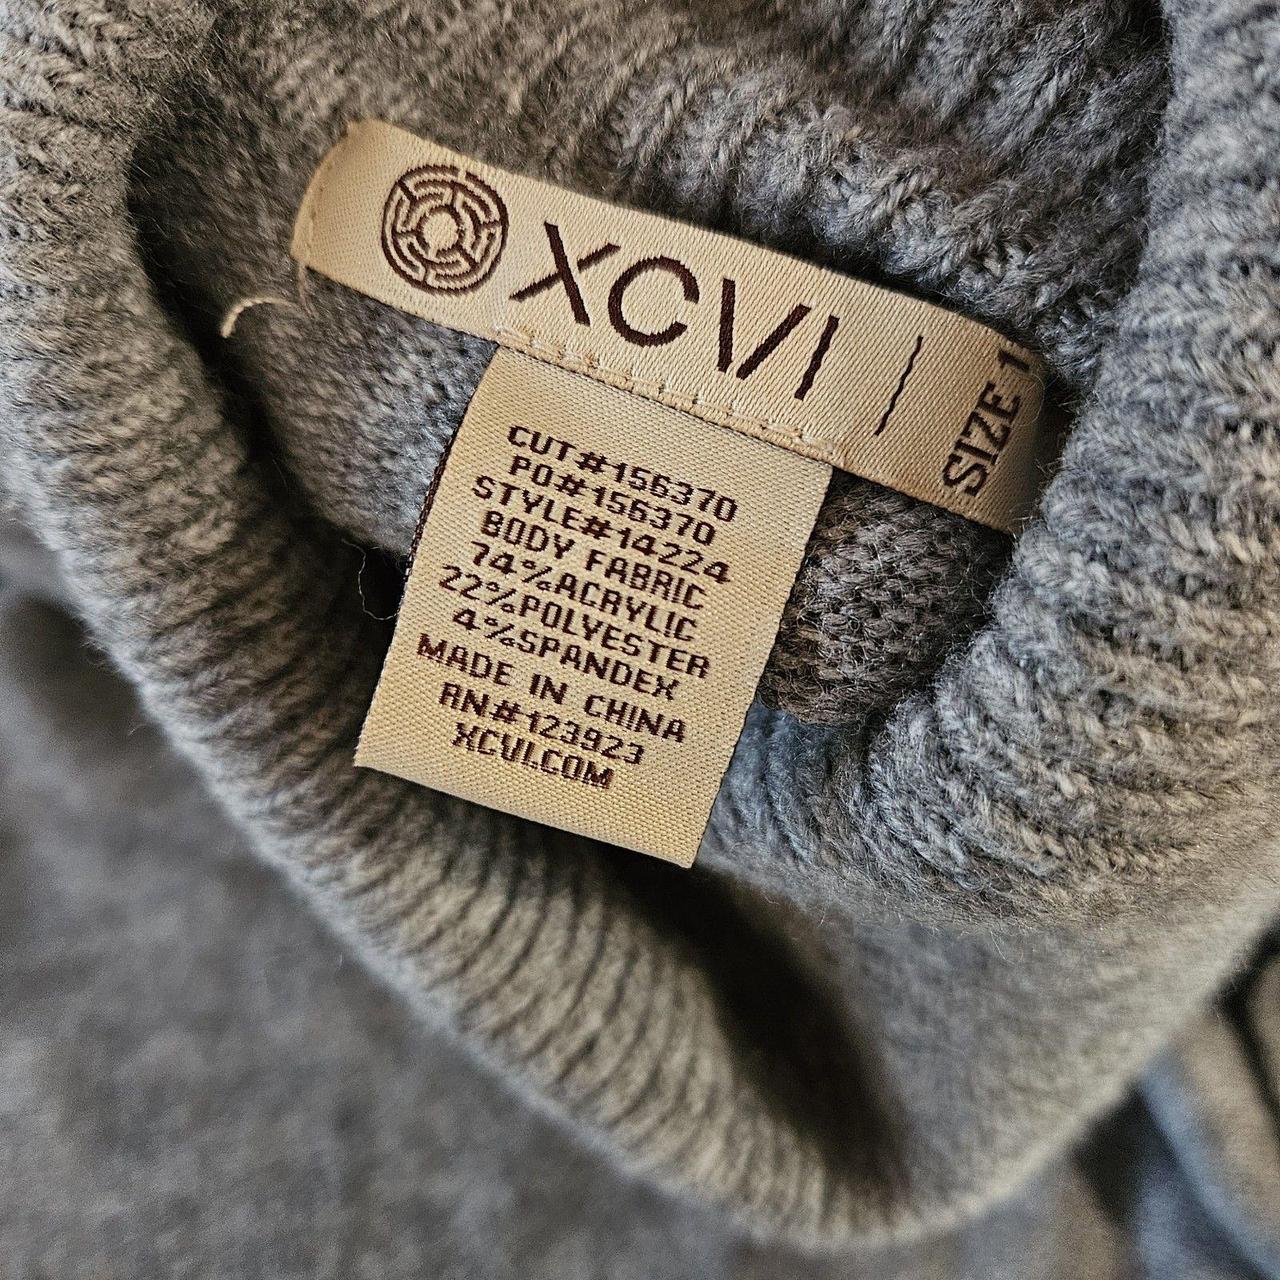 XCVI | SIZE 1
CUT#156370
PO#156370
STYLE#14224
BODY FABRIC
74%ACRYLIC
22%POLYESTER
4%SPANDEX
MADE IN CHINA
RN#123923
XCVI.COM